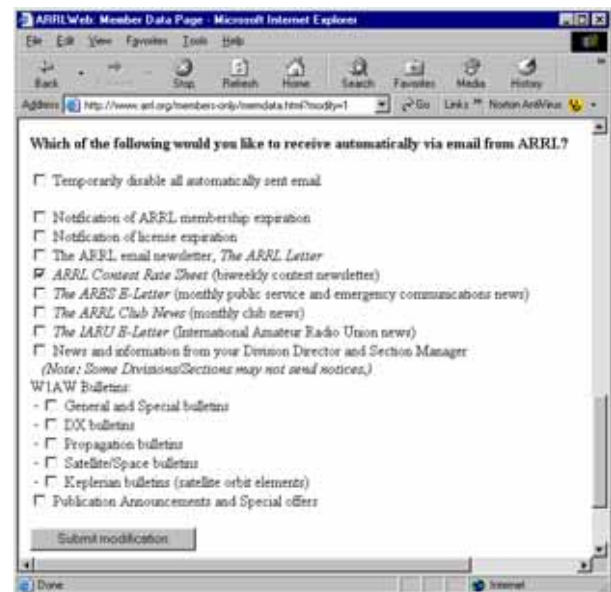 ARRLWeb: Member Data Page - Microsoft Internet Explorer
File Edit View Favorites Tools Help
Back Stop Refresh Home Search Favorites Media History
Address http://www.arrl.org/members-only/memdata.html?modify=1 Go Links » Norton AntiVirus
Which of the following would you like to receive automatically via email from ARRL?
Temporarily disable all automatically sent email
Notification of ARRL membership expiration
Notification of license expiration
The ARRL email newsletter, The ARRL Letter
ARRL Contest Rate Sheet (biweekly contest newsletter)
The ARES E-Letter (monthly public service and emergency communications news)
The ARRL Club News (monthly club news)
The IARU E-Letter (International Amateur Radio Union news)
News and information from your Division Director and Section Manager
(Note: Some Divisions/Sections may not send notices.)
W1AW Bulletins:
- General and Special bulletins
- DX bulletins
- Propagation bulletins
- Satellite/Space bulletins
- Keplerian bulletins (satellite orbit elements)
Publication Announcements and Special offers
Submit modification
Done Internet